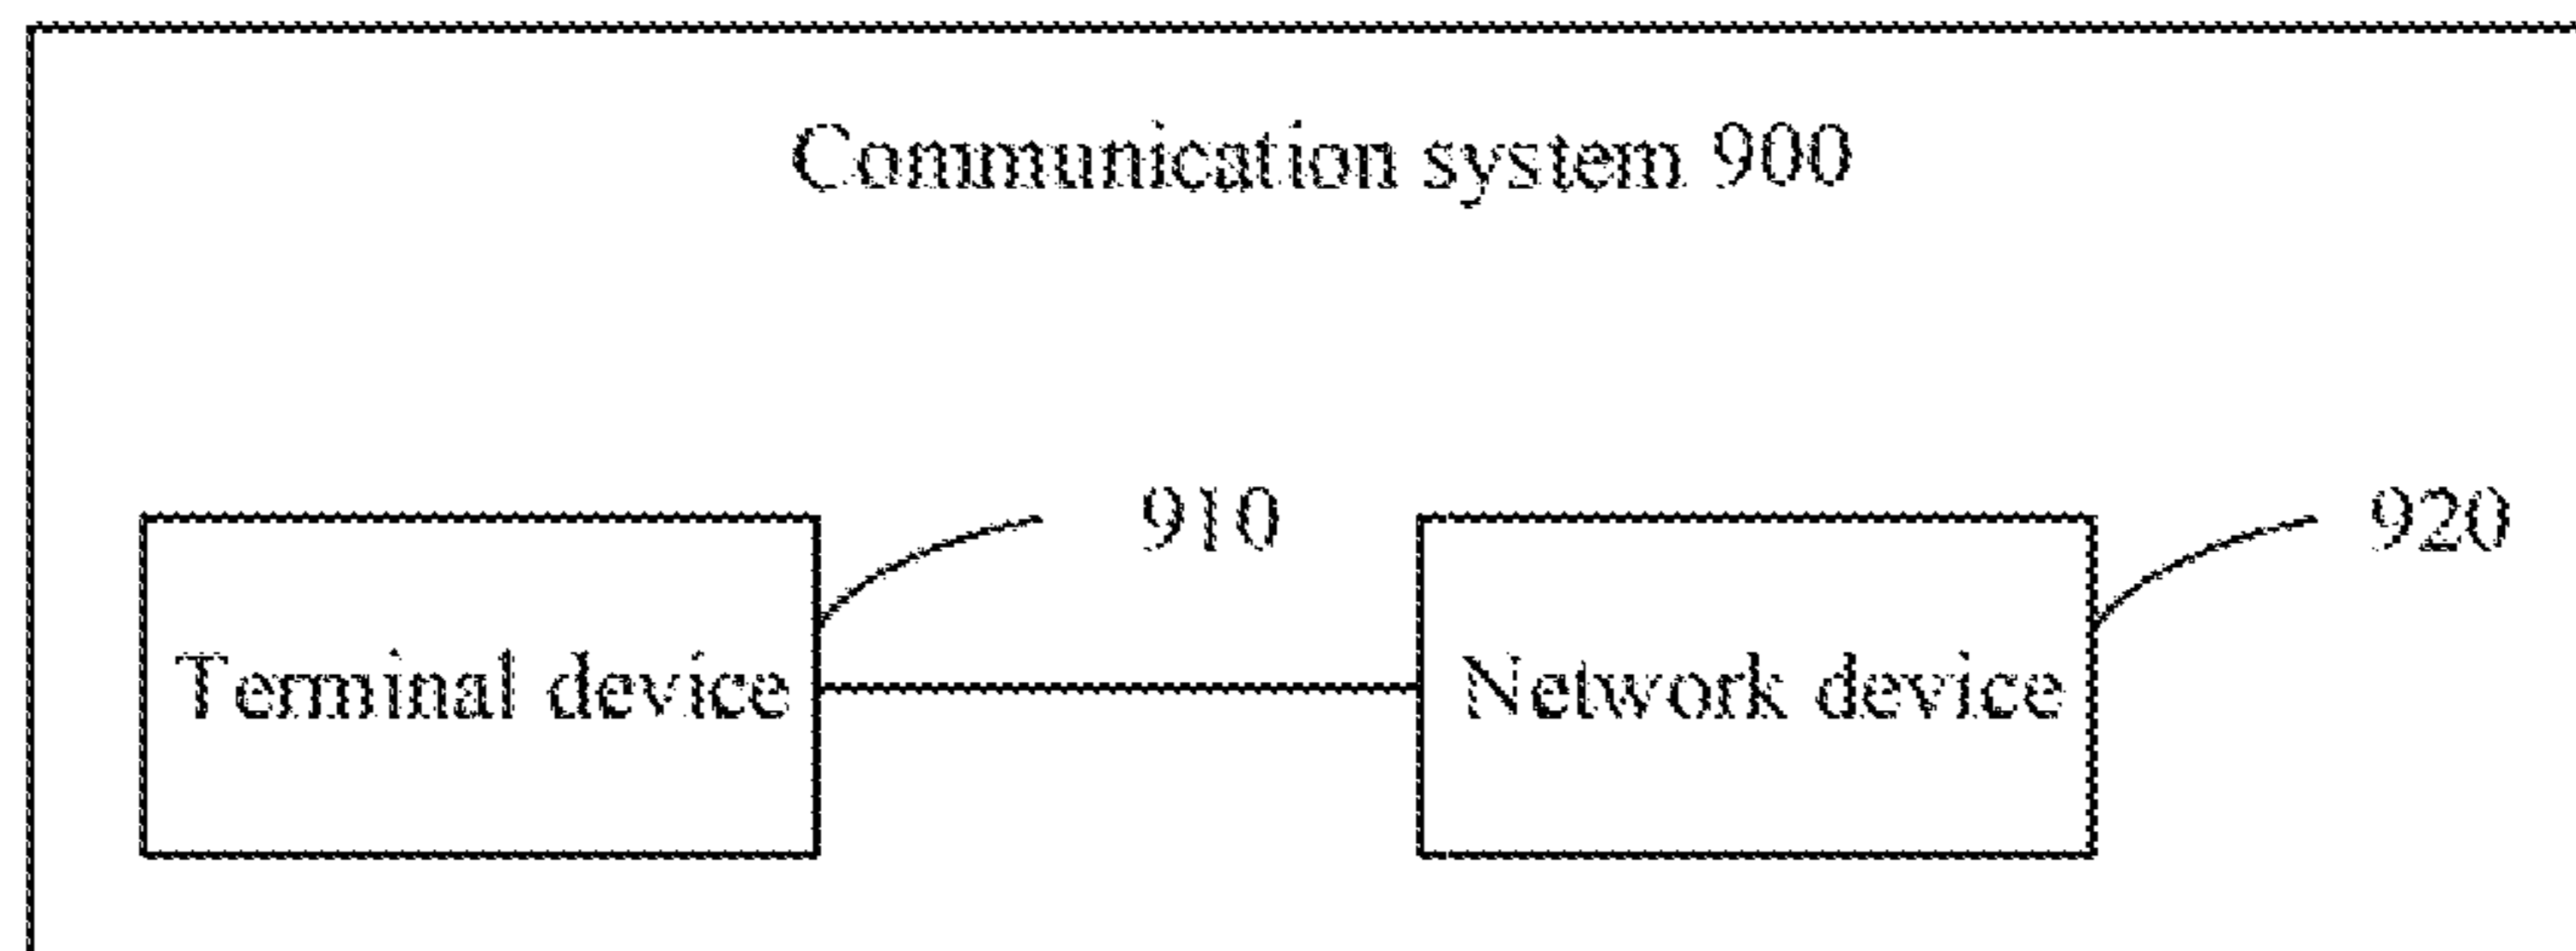 Communication system 900
910
920
Terminal device
Network device